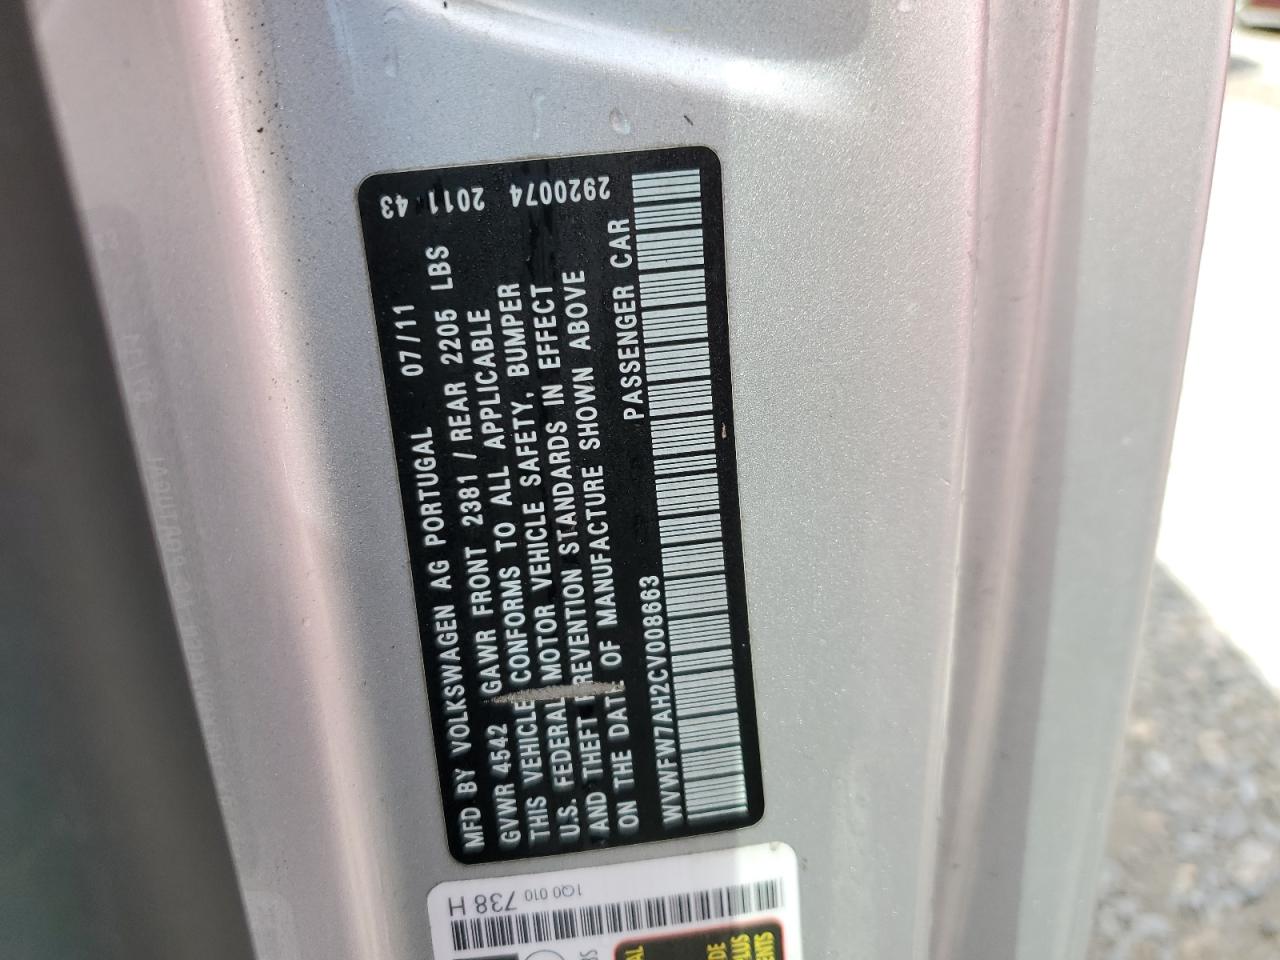 MFD BY VOLKSWAGEN AG PORTUGAL 07/11
GVWR 4542 GAWR FRONT 2381 / REAR 2205 LBS
THIS VEHICLE CONFORMS TO ALL APPLICABLE
U.S. FEDERAL MOTOR VEHICLE SAFETY, BUMPER
AND THEFT PREVENTION STANDARDS IN EFFECT
ON THE DATE OF MANUFACTURE SHOWN ABOVE
WVWFW7AH2CV008663 PASSENGER CAR
2011 43
2920074
1Q0 010 738 H